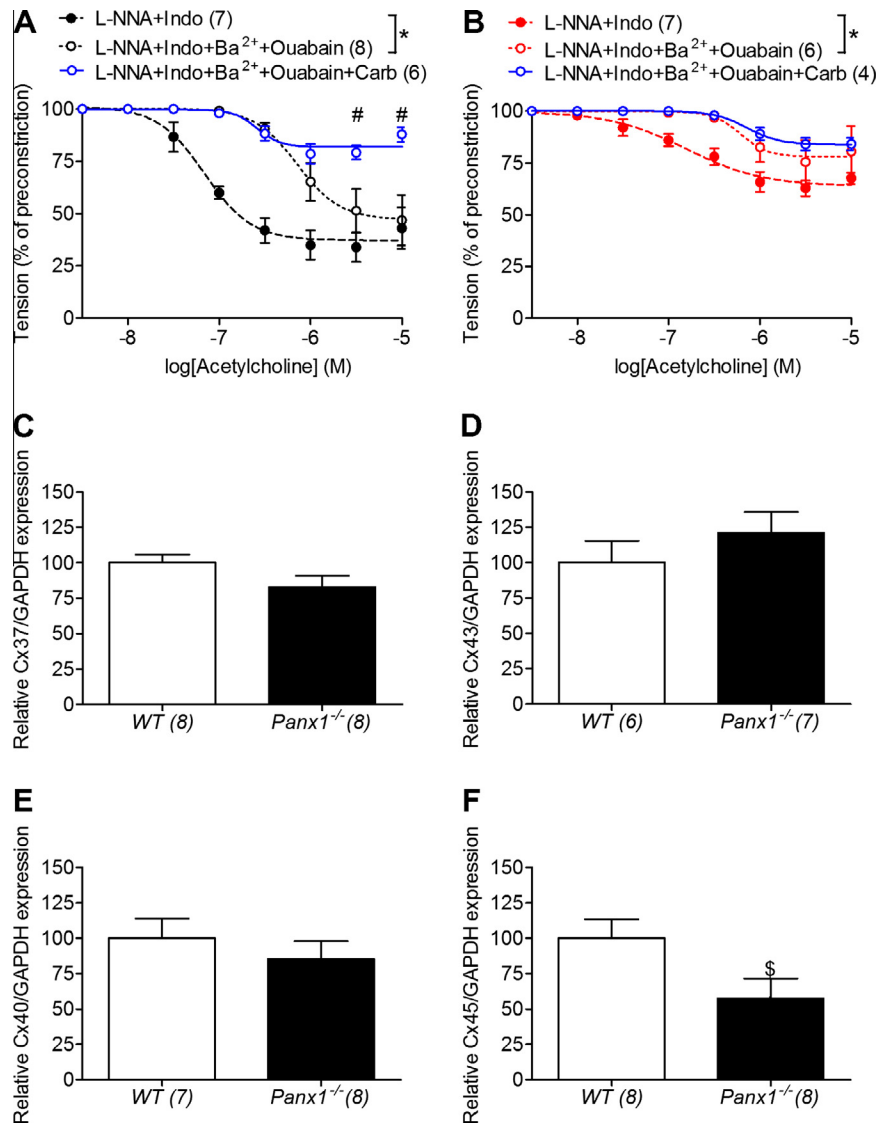 A
L-NNA+Indo (7)
L-NNA+Indo+Ba2++Ouabain (8)
L-NNA+Indo+Ba2++Ouabain+Carb (6)
*
Tension (% of preconstriction)
100
75
50
25
0
# #
-8 -7 -6 -5
log[Acetylcholine] (M)
B
L-NNA+Indo (7)
L-NNA+Indo+Ba2++Ouabain (6)
L-NNA+Indo+Ba2++Ouabain+Carb (4)
*
Tension (% of preconstriction)
100
75
50
25
0
-8 -7 -6 -5
log[Acetylcholine] (M)
C
Relative Cx37/GAPDH expression
150
125
100
75
50
25
0
WT (8) Panx1-/- (8)
D
Relative Cx43/GAPDH expression
150
125
100
75
50
25
0
WT (6) Panx1-/- (7)
E
Relative Cx40/GAPDH expression
150
125
100
75
50
25
0
WT (7) Panx1-/- (8)
F
Relative Cx45/GAPDH expression
150
125
100
75
50
25
0
$
WT (8) Panx1-/- (8)